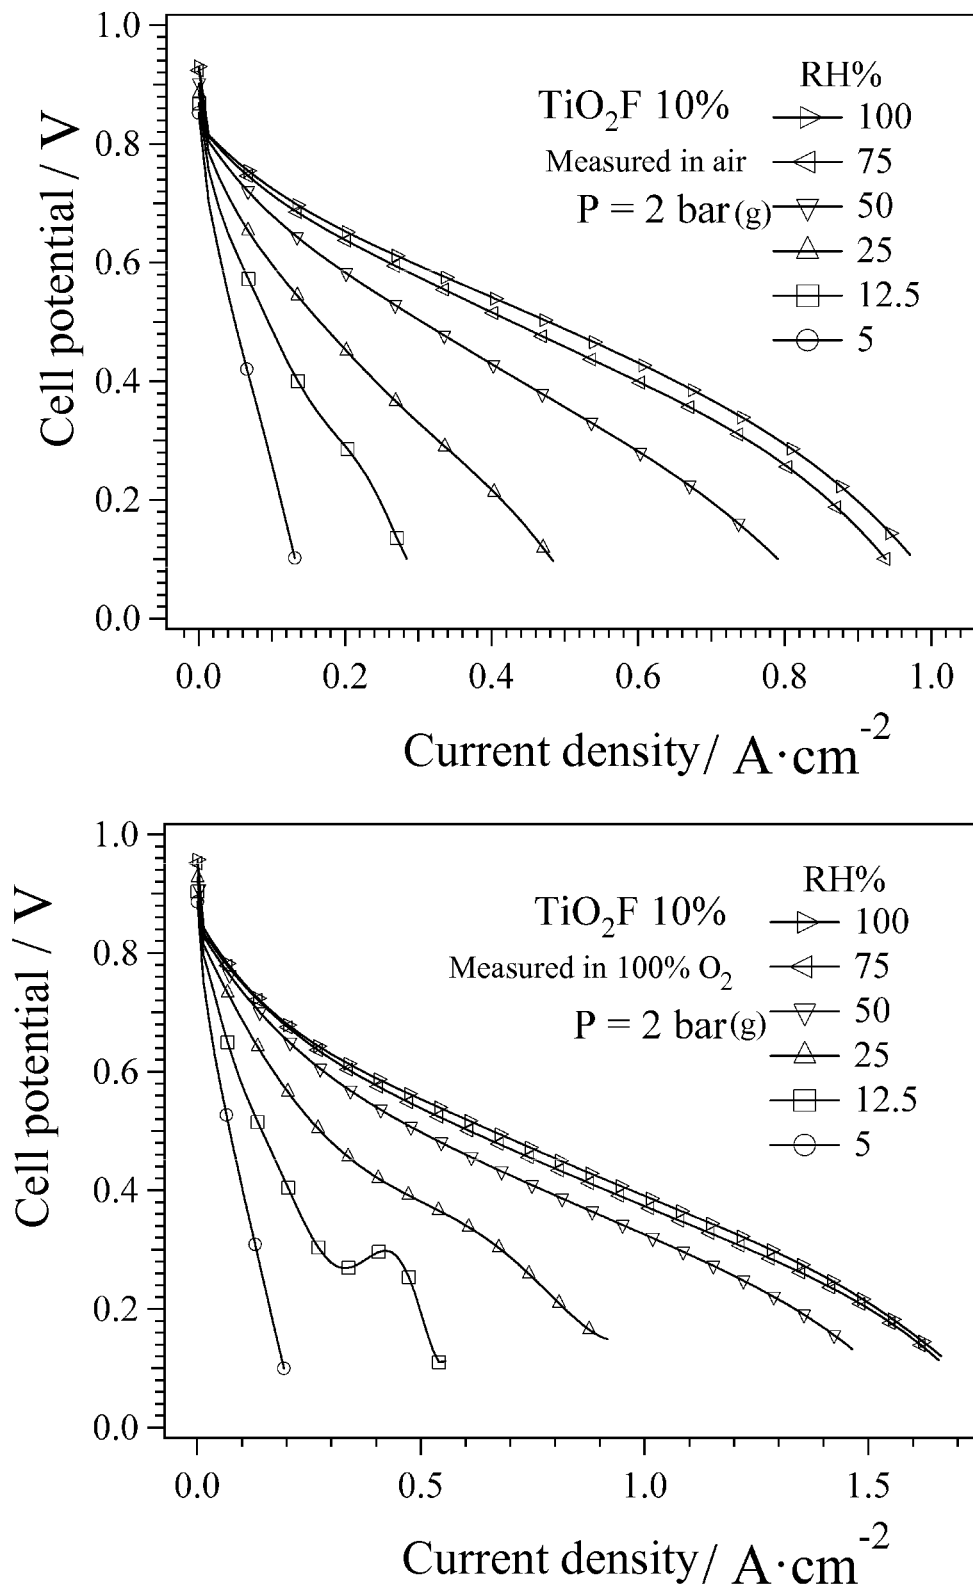 1.0
0.8
0.6
0.4
0.2
0.0
Cell potential / V
RH%
TiO₂F 10%
100
Measured in air
75
P = 2 bar(g)
50
25
12.5
5
0.0 0.2 0.4 0.6 0.8 1.0
Current density/ A·cm⁻²
1.0
0.8
0.6
0.4
0.2
0.0
Cell potential / V
RH%
TiO₂F 10%
100
Measured in 100% O₂
75
P = 2 bar(g)
50
25
12.5
5
0.0 0.5 1.0 1.5
Current density/ A·cm⁻²